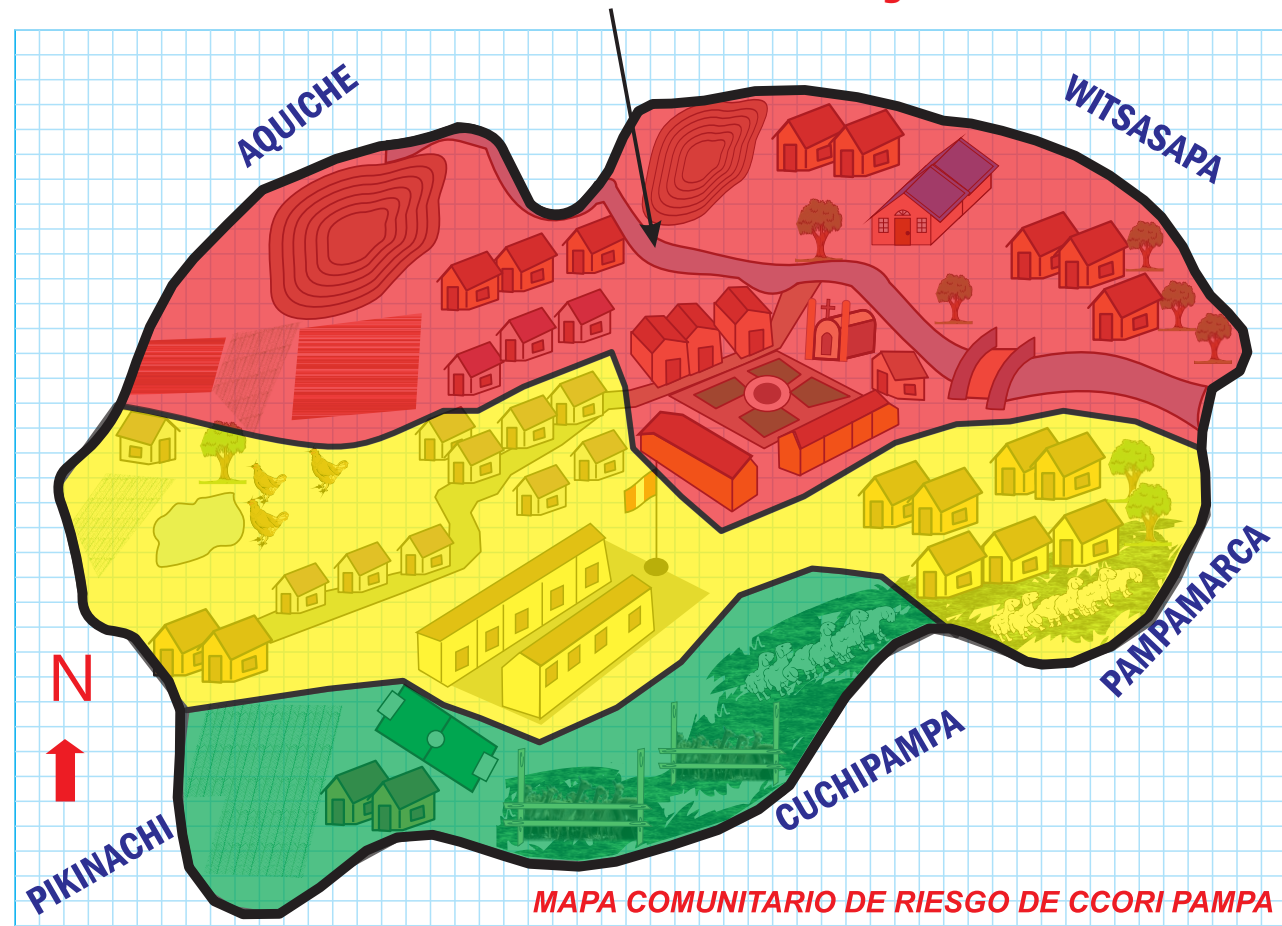 AQUICHE
WITSASAPA
PAMPAMARCA
N
CUCHIPAMPA
PIKINACHI
MAPA COMUNITARIO DE RIESGO DE CCORI PAMPA